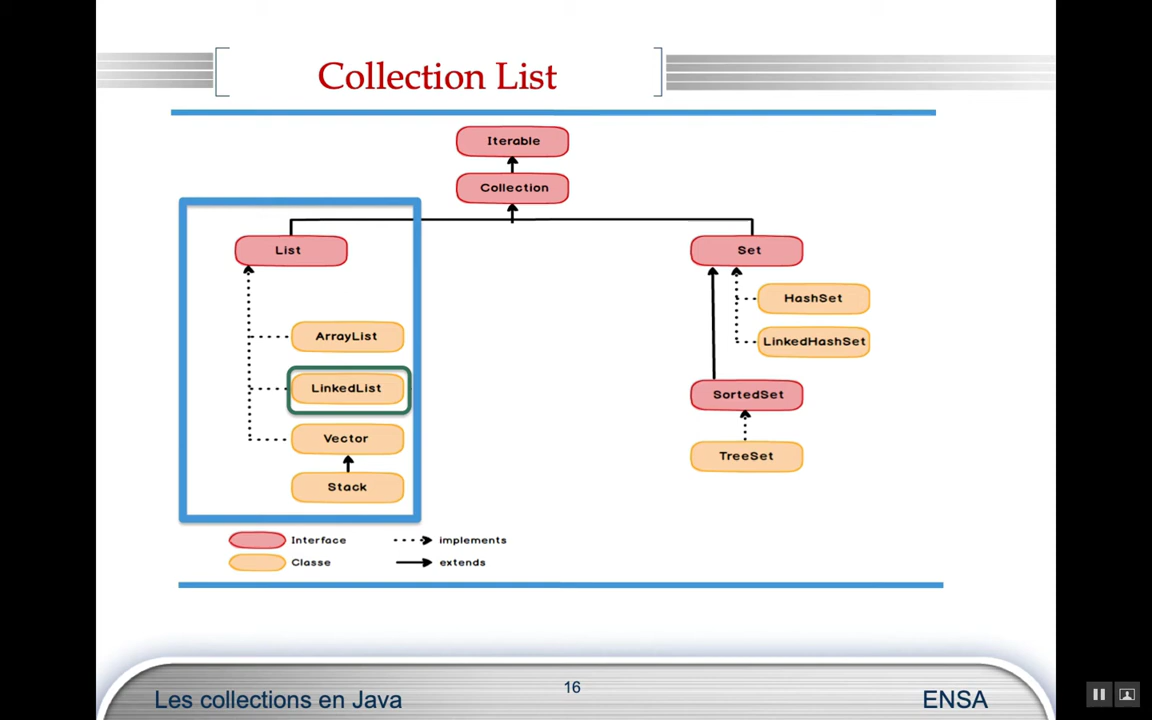 Collection List
Iterable
Collection
List
Set
HashSet
ArrayList
LinkedHashSet
LinkedList
SortedSet
Vector
TreeSet
Stack
Interface
implements
Classe
extends
Les collections en Java
16
ENSA